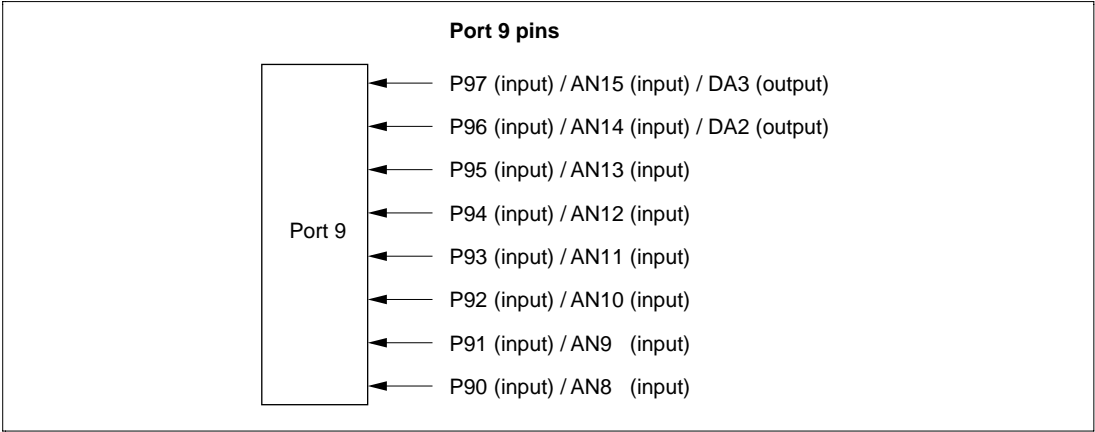 Port 9 pins
P97 (input) / AN15 (input) / DA3 (output)
P96 (input) / AN14 (input) / DA2 (output)
P95 (input) / AN13 (input)
P94 (input) / AN12 (input)
Port 9
P93 (input) / AN11 (input)
P92 (input) / AN10 (input)
P91 (input) / AN9 (input)
P90 (input) / AN8 (input)